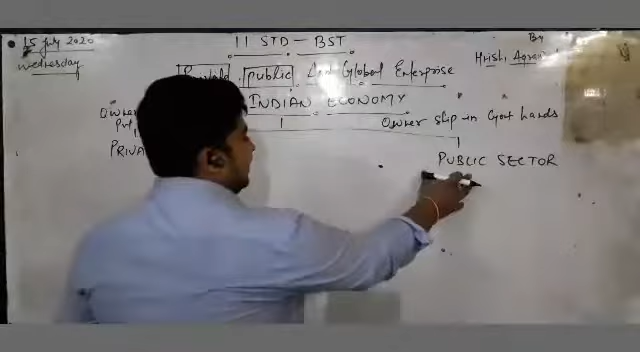 15 July 2020
Wednesday
11 STD - BST
By
Hrishi
public and Global Enterprise
INDIAN ECONOMY
Owner ship in Govt hands
PUBLIC SECTOR